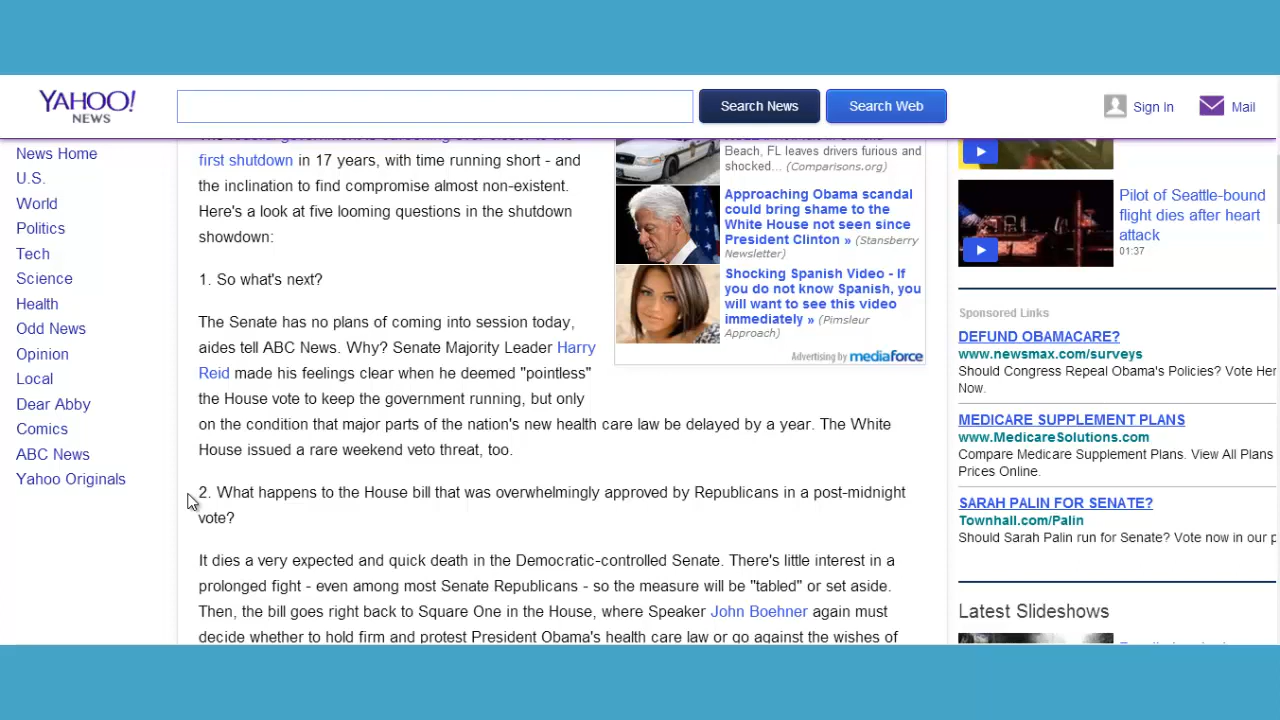 YAHOO!
NEWS
Search News
Search Web
Sign In
Mail
News Home
U.S.
World
Politics
Tech
Science
Health
Odd News
Opinion
Local
Dear Abby
Comics
ABC News
Yahoo Originals
first shutdown in 17 years, with time running short - and
the inclination to find compromise almost non-existent.
Here's a look at five looming questions in the shutdown
showdown:
1. So what's next?
The Senate has no plans of coming into session today,
aides tell ABC News. Why? Senate Majority Leader Harry
Reid made his feelings clear when he deemed "pointless"
the House vote to keep the government running, but only
on the condition that major parts of the nation's new health care law be delayed by a year. The White
House issued a rare weekend veto threat, too.
2. What happens to the House bill that was overwhelmingly approved by Republicans in a post-midnight
vote?
It dies a very expected and quick death in the Democratic-controlled Senate. There's little interest in a
prolonged fight - even among most Senate Republicans - so the measure will be "tabled" or set aside.
Then, the bill goes right back to Square One in the House, where Speaker John Boehner again must
decide whether to hold firm and protest President Obama's health care law or go against the wishes of
Beach, FL leaves drivers furious and
shocked... (Comparisons.org)
Approaching Obama scandal
could bring shame to the
White House not seen since
President Clinton » (Stansberry
Newsletter)
Shocking Spanish Video - If
you do not know Spanish, you
will want to see this video
immediately » (Pimsleur
Approach)
Advertising by mediaforce
Pilot of Seattle-bound
flight dies after heart
attack
01:37
Sponsored Links
DEFUND OBAMACARE?
www.newsmax.com/surveys
Should Congress Repeal Obama's Policies? Vote Her
Now.
MEDICARE SUPPLEMENT PLANS
www.MedicareSolutions.com
Compare Medicare Supplement Plans. View All Plans
Prices Online.
SARAH PALIN FOR SENATE?
Townhall.com/Palin
Should Sarah Palin run for Senate? Vote now in our p
Latest Slideshows